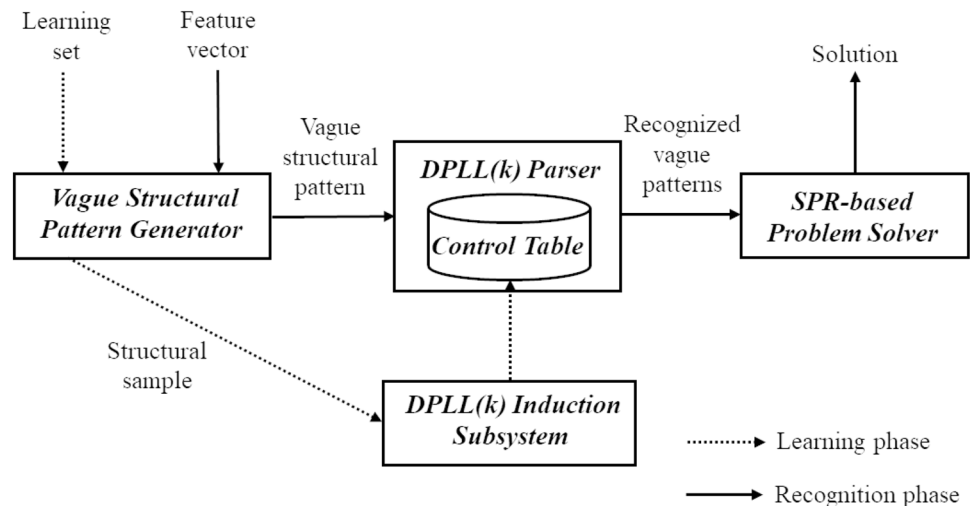 Learning
set
Feature
vector
Solution
Vague
structural
pattern
Recognized
vague
patterns
Vague Structural
Pattern Generator
DPLL(k) Parser
Control Table
SPR-based
Problem Solver
Structural
sample
DPLL(k) Induction
Subsystem
Learning phase
Recognition phase